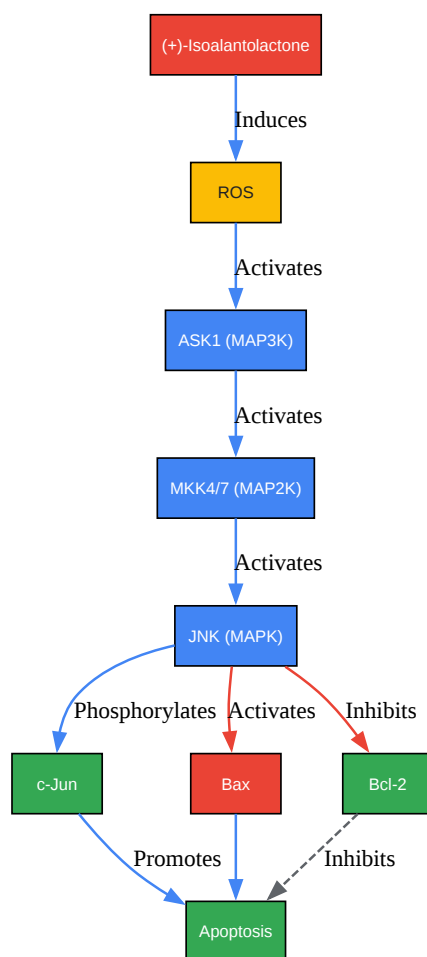 (+)-Isoalantolactone
Induces
ROS
Activates
ASK1 (MAP3K)
Activates
MKK4/7 (MAP2K)
Activates
JNK (MAPK)
Phosphorylates
Activates
Inhibits
c-Jun
Bax
Bcl-2
Promotes
Inhibits
Apoptosis